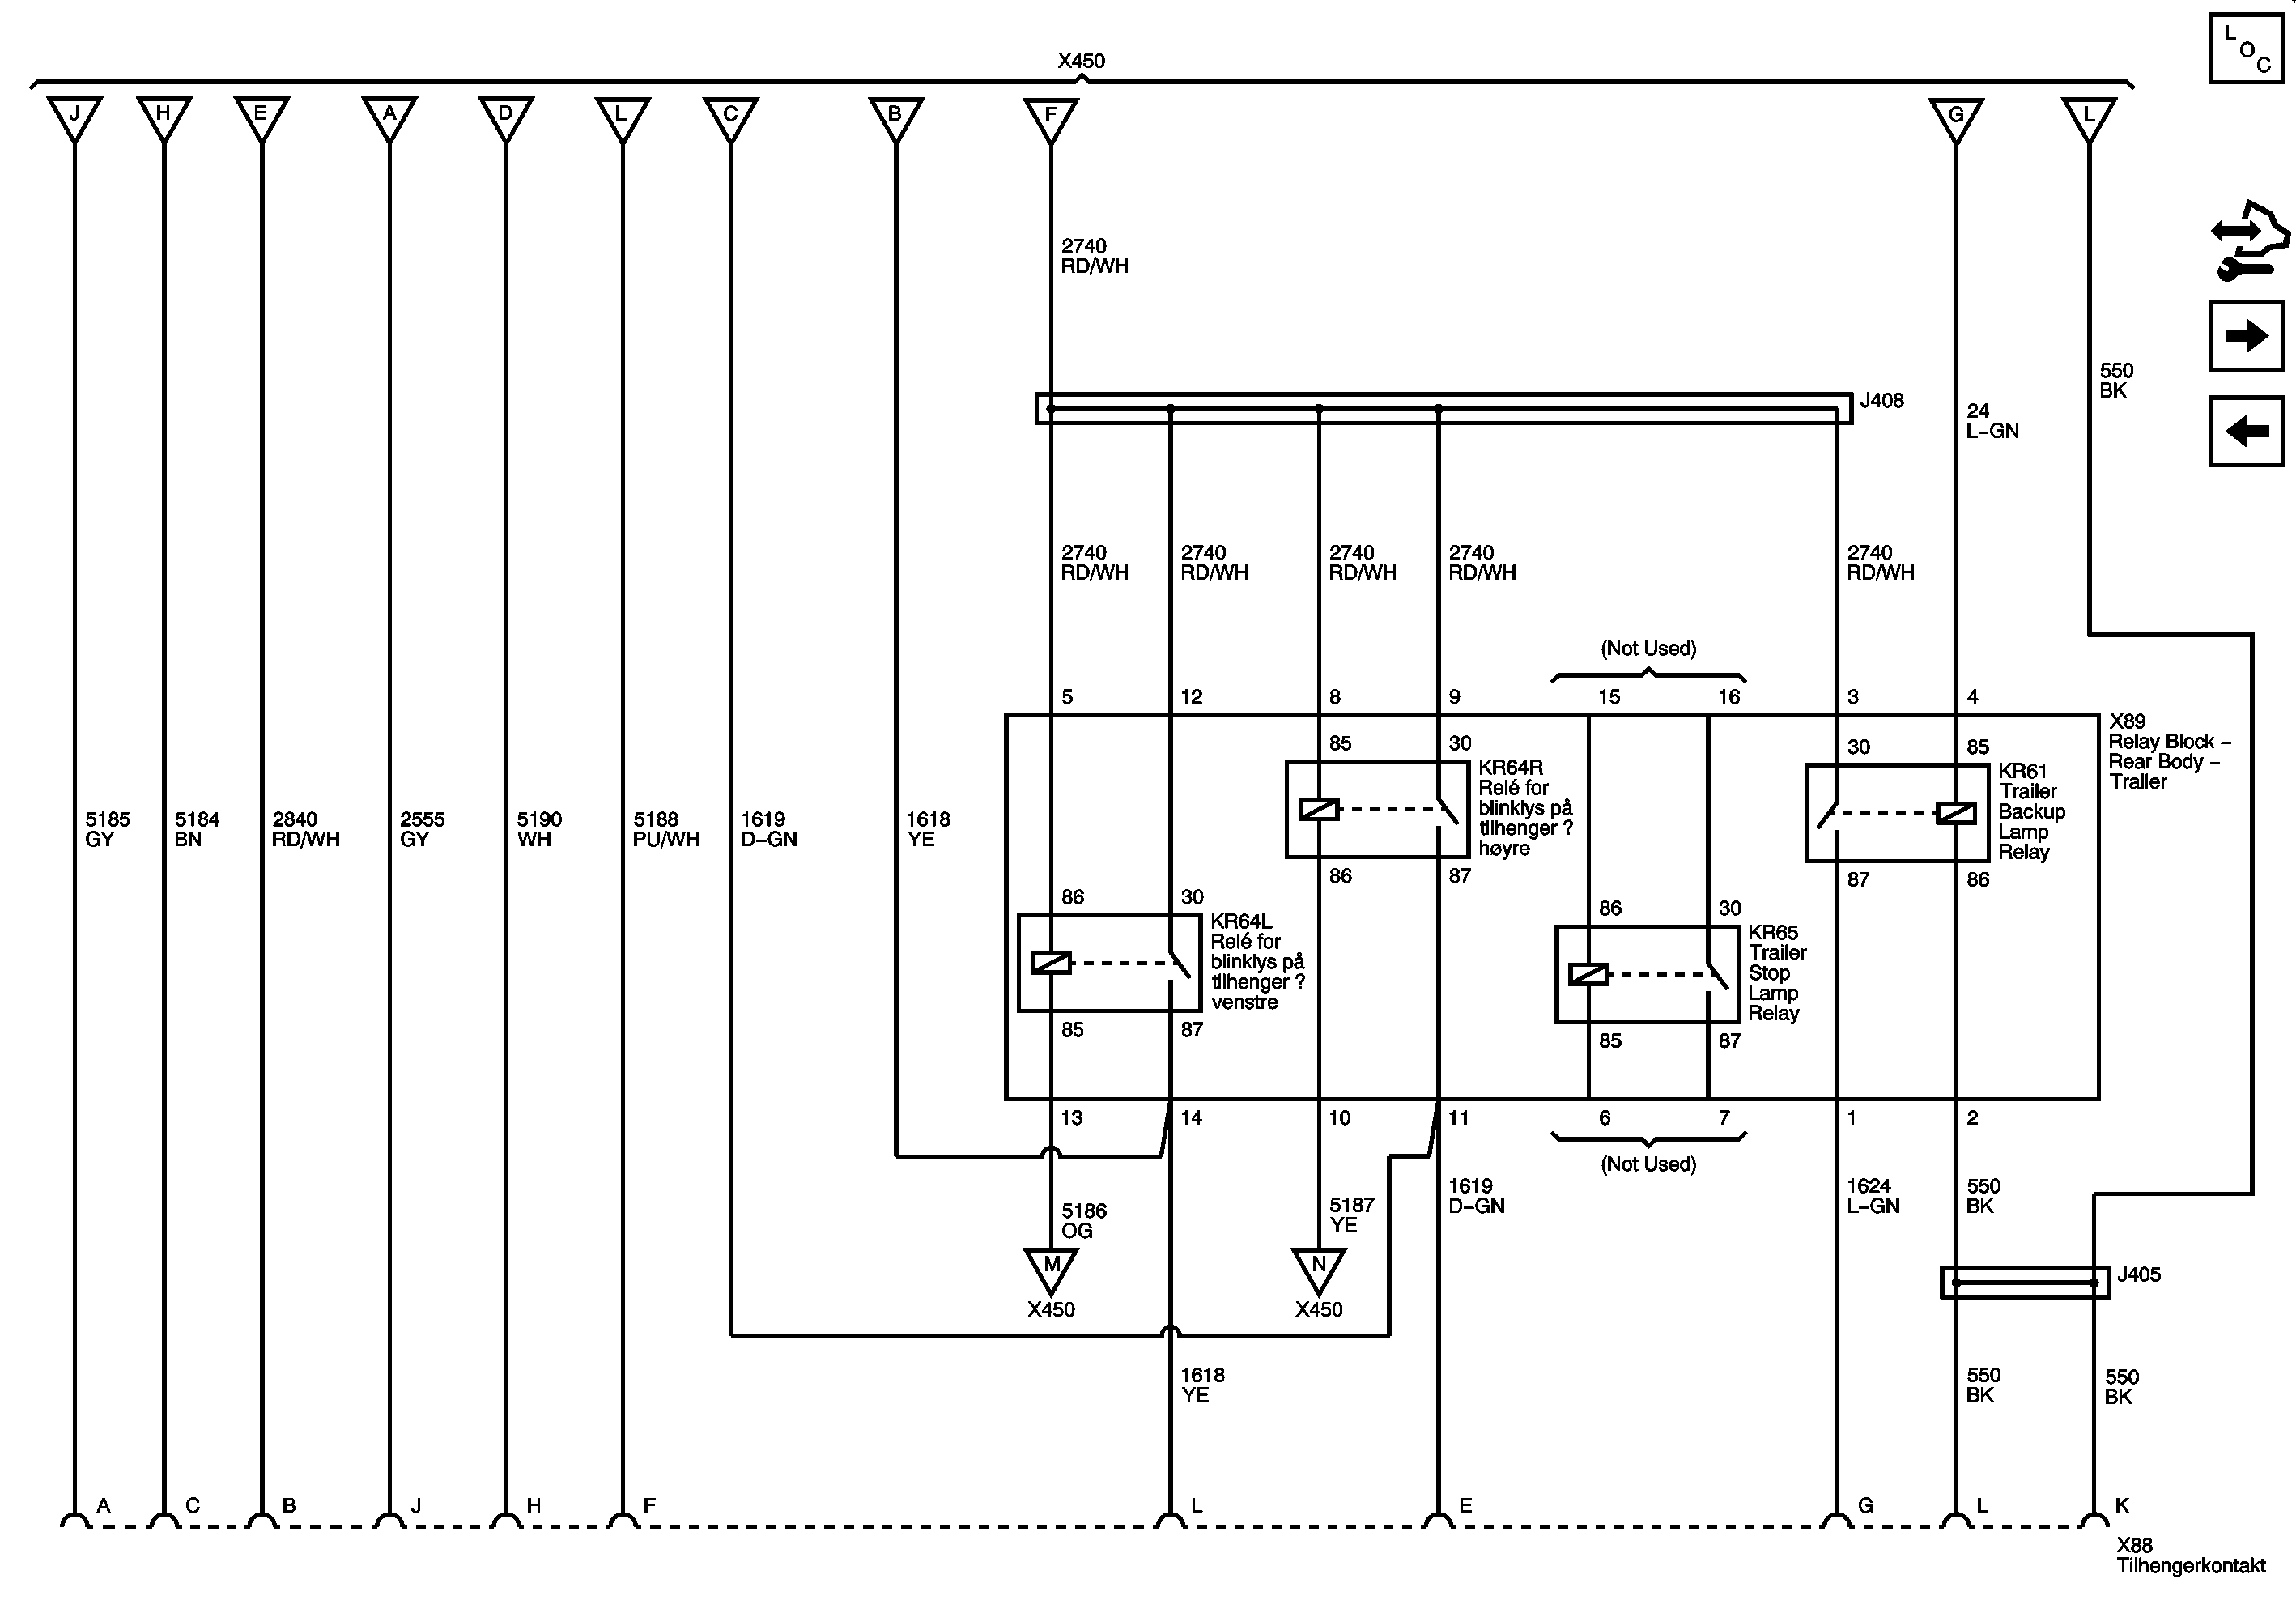 X450
L
O
C
J
H
E
A
D
L
C
B
F
G
L
2740
RD/WH
550
BK
J408
24
L-GN
2740
RD/WH
2740
RD/WH
2740
RD/WH
2740
RD/WH
2740
RD/WH
(Not Used)
5
12
8
9
15
16
3
4
X89
Relay Block –
Rear Body –
Trailer
85
30
30
85
KR64R
Relé for
blinklys på
tilhenger ?
høyre
KR61
Trailer
Backup
Lamp
Relay
5185
GY
5184
BN
2840
RD/WH
2555
GY
5190
WH
5188
PU/WH
1619
D-GN
1618
YE
86
87
87
86
86
30
86
30
KR64L
Relé for
blinklys på
tilhenger ?
venstre
KR65
Trailer
Stop
Lamp
Relay
85
87
85
87
13
14
10
11
6
7
1
2
(Not Used)
5186
OG
5187
YE
1619
D-GN
1624
L-GN
550
BK
M
X450
N
X450
J405
1618
YE
550
BK
550
BK
A
C
B
J
H
F
L
E
G
L
K
X88
Tilhengerkontakt